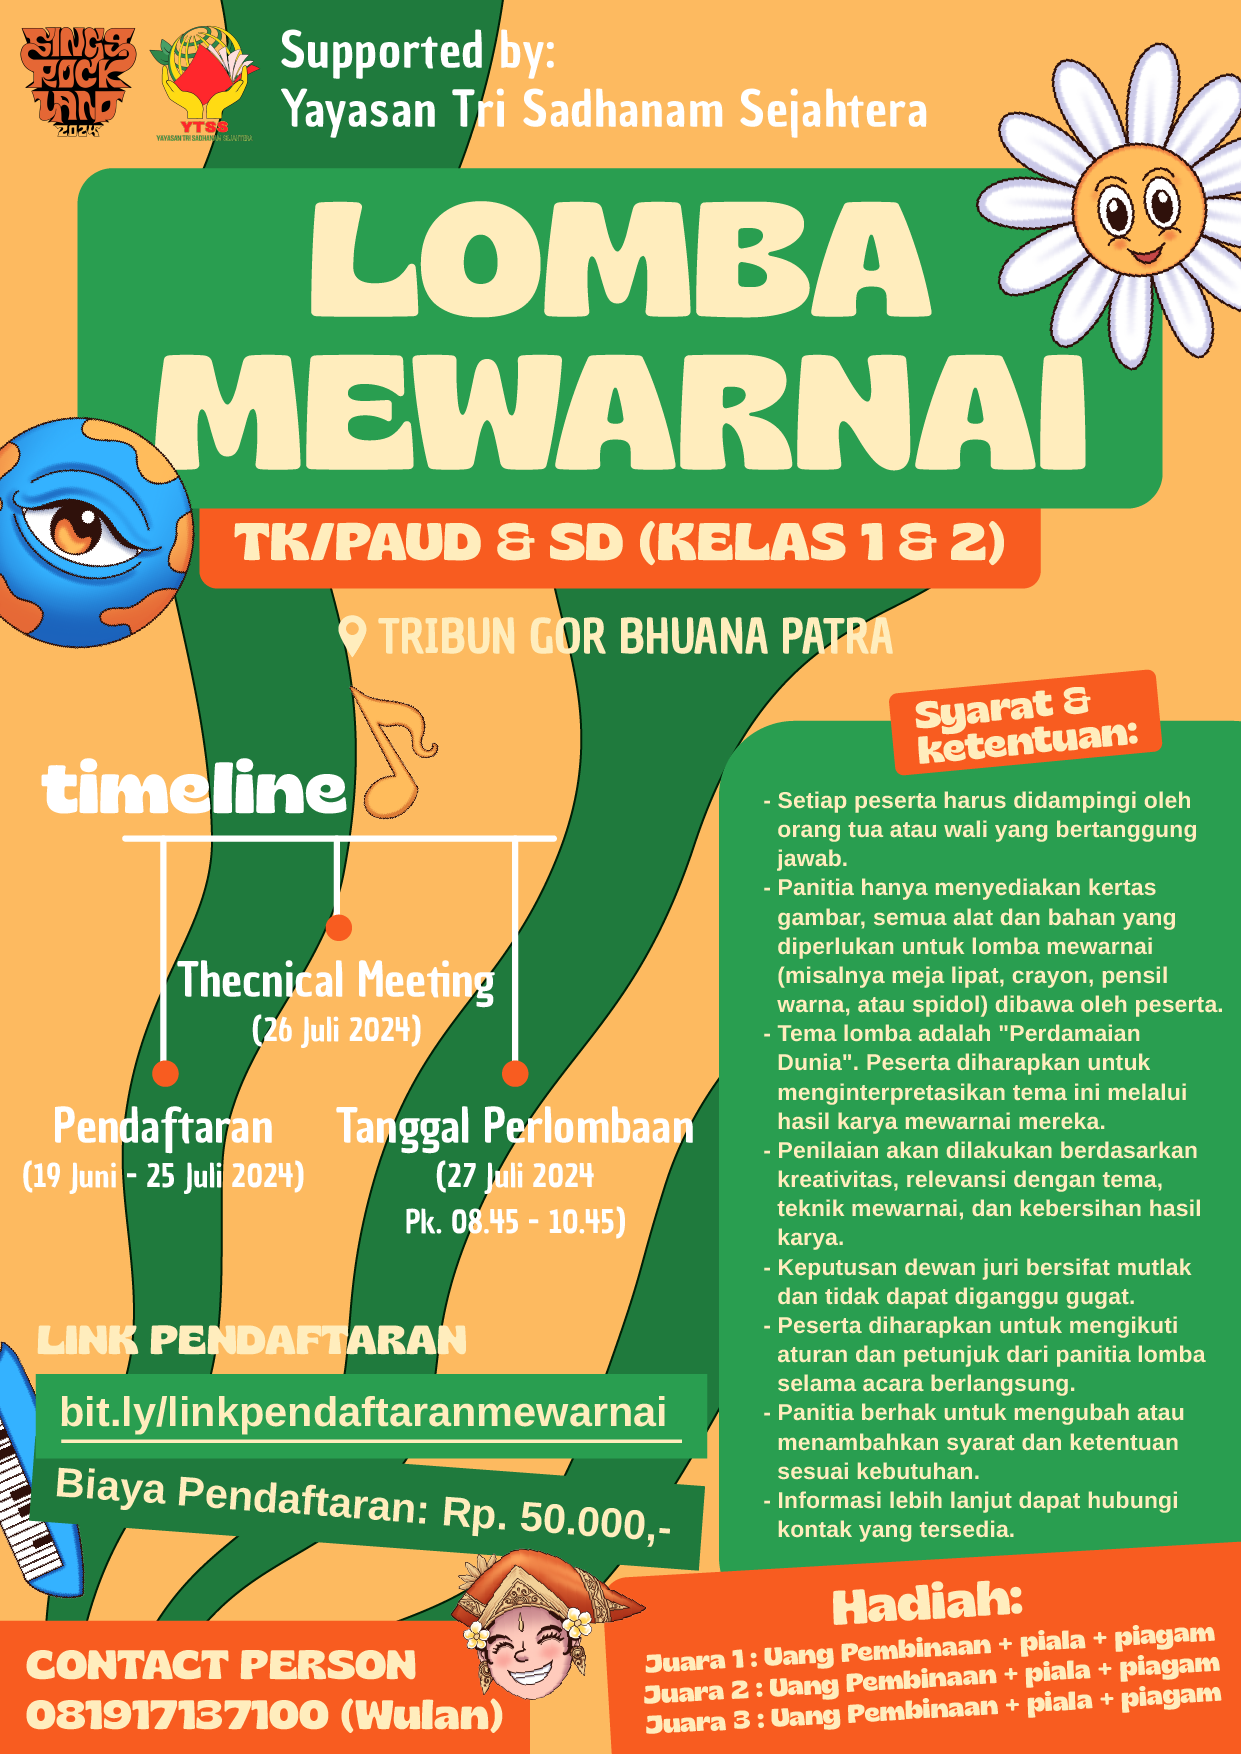 SINGS
ROCK
LAND
2024
YTSS
YAYASAN TRI SADHANAM SEJAHTERA
Supported by:
Yayasan Tri Sadhanam Sejahtera
LOMBA
MEWARNAI
TK/PAUD & SD (KELAS 1 & 2)
TRIBUN GOR BHUANA PATRA
timeline
Thecnical Meeting
(26 Juli 2024)
Pendaftaran
(19 Juni - 25 Juli 2024)
Tanggal Perlombaan
(27 Juli 2024
Pk. 08.45 - 10.45)
LINK PENDAFTARAN
bit.ly/linkpendaftaranmewarnai
Biaya Pendaftaran: Rp. 50.000,-
CONTACT PERSON
081917137100 (Wulan)
Syarat &
ketentuan:
- Setiap peserta harus didampingi oleh
orang tua atau wali yang bertanggung
jawab.
- Panitia hanya menyediakan kertas
gambar, semua alat dan bahan yang
diperlukan untuk lomba mewarnai
(misalnya meja lipat, crayon, pensil
warna, atau spidol) dibawa oleh peserta.
- Tema lomba adalah "Perdamaian
Dunia". Peserta diharapkan untuk
menginterpretasikan tema ini melalui
hasil karya mewarnai mereka.
- Penilaian akan dilakukan berdasarkan
kreativitas, relevansi dengan tema,
teknik mewarnai, dan kebersihan hasil
karya.
- Keputusan dewan juri bersifat mutlak
dan tidak dapat diganggu gugat.
- Peserta diharapkan untuk mengikuti
aturan dan petunjuk dari panitia lomba
selama acara berlangsung.
- Panitia berhak untuk mengubah atau
menambahkan syarat dan ketentuan
sesuai kebutuhan.
- Informasi lebih lanjut dapat hubungi
kontak yang tersedia.
Hadiah:
Juara 1 : Uang Pembinaan + piala + piagam
Juara 2 : Uang Pembinaan + piala + piagam
Juara 3 : Uang Pembinaan + piala + piagam